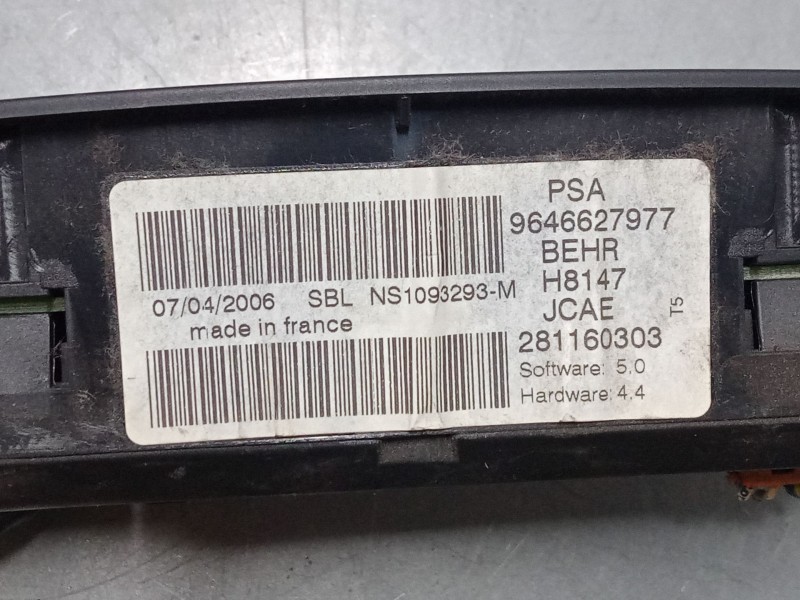 PSA
9646627977
BEHR
H8147
JCAE
281160303
Software: 5.0
Hardware: 4.4
T5
07/04/2006 SBL NS1093293-M
made in france